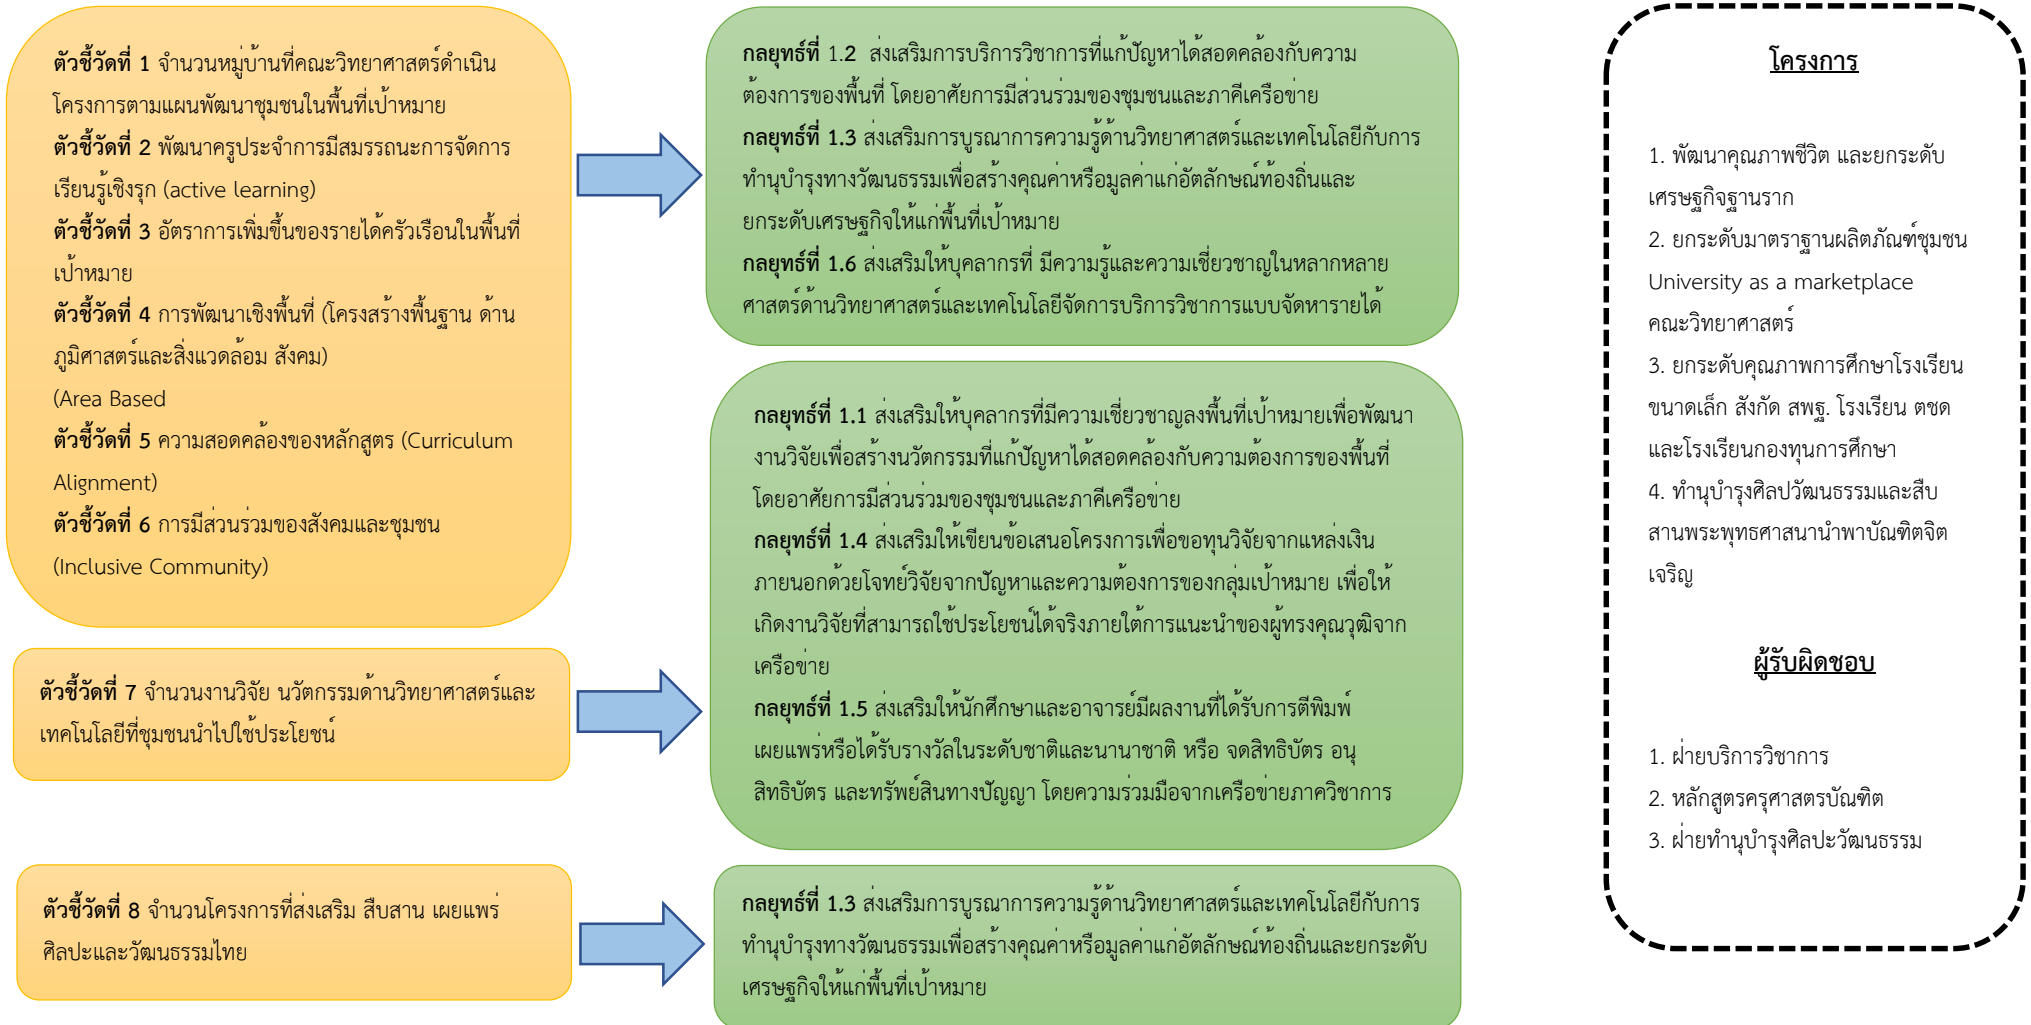 ตัวชี้วัดที่ 1 จำนวนหมู่บ้านที่คณะวิทยาศาสตร์ดำเนิน
โครงการตามแผนพัฒนาชุมชนในพื้นที่เป้าหมาย
ตัวชี้วัดที่ 2 พัฒนาครูประจำการมีสมรรถนะการจัดการ
เรียนรู้เชิงรุก (active learning)
ตัวชี้วัดที่ 3 อัตราการเพิ่มขึ้นของรายได้ครัวเรือนในพื้นที่
เป้าหมาย
ตัวชี้วัดที่ 4 การพัฒนาเชิงพื้นที่ (โครงสร้างพื้นฐาน ด้าน
ภูมิศาสตร์และสิ่งแวดล้อม สังคม)
(Area Based
ตัวชี้วัดที่ 5 ความสอดคล้องของหลักสูตร (Curriculum
Alignment)
ตัวชี้วัดที่ 6 การมีส่วนร่วมของสังคมและชุมชน
(Inclusive Community)
ตัวชี้วัดที่ 7 จำนวนงานวิจัย นวัตกรรมด้านวิทยาศาสตร์และ
เทคโนโลยีที่ชุมชนนำไปใช้ประโยชน์
ตัวชี้วัดที่ 8 จำนวนโครงการที่ส่งเสริม สืบสาน เผยแพร่
ศิลปะและวัฒนธรรมไทย
กลยุทธ์ที่ 1.2 ส่งเสริมการบริการวิชาการที่แก้ปัญหาได้สอดคล้องกับความ
ต้องการของพื้นที่ โดยอาศัยการมีส่วนร่วมของชุมชนและภาคีเครือข่าย
กลยุทธ์ที่ 1.3 ส่งเสริมการบูรณาการความรู้ด้านวิทยาศาสตร์และเทคโนโลยีกับการ
ทำนุบำรุงทางวัฒนธรรมเพื่อสร้างคุณค่าหรือมูลค่าแก่อัตลักษณ์ท้องถิ่นและ
ยกระดับเศรษฐกิจให้แก่พื้นที่เป้าหมาย
กลยุทธ์ที่ 1.6 ส่งเสริมให้บุคลากรที่ มีความรู้และความเชี่ยวชาญในหลากหลาย
ศาสตร์ด้านวิทยาศาสตร์และเทคโนโลยีจัดการบริการวิชาการแบบจัดหารายได้
กลยุทธ์ที่ 1.1 ส่งเสริมให้บุคลากรที่มีความเชี่ยวชาญลงพื้นที่เป้าหมายเพื่อพัฒนา
งานวิจัยเพื่อสร้างนวัตกรรมที่แก้ปัญหาได้สอดคล้องกับความต้องการของพื้นที่
โดยอาศัยการมีส่วนร่วมของชุมชนและภาคีเครือข่าย
กลยุทธ์ที่ 1.4 ส่งเสริมให้เขียนข้อเสนอโครงการเพื่อขอทุนวิจัยจากแหล่งเงิน
ภายนอกด้วยโจทย์วิจัยจากปัญหาและความต้องการของกลุ่มเป้าหมาย เพื่อให้
เกิดงานวิจัยที่สามารถใช้ประโยชน์ได้จริงภายใต้การแนะนำของผู้ทรงคุณวุฒิจาก
เครือข่าย
กลยุทธ์ที่ 1.5 ส่งเสริมให้นักศึกษาและอาจารย์มีผลงานที่ได้รับการตีพิมพ์
เผยแพร่หรือได้รับรางวัลในระดับชาติและนานาชาติ หรือ จดสิทธิบัตร อนุ
สิทธิบัตร และทรัพย์สินทางปัญญา โดยความร่วมมือจากเครือข่ายภาควิชาการ
กลยุทธ์ที่ 1.3 ส่งเสริมการบูรณาการความรู้ด้านวิทยาศาสตร์และเทคโนโลยีกับการ
ทำนุบำรุงทางวัฒนธรรมเพื่อสร้างคุณค่าหรือมูลค่าแก่อัตลักษณ์ท้องถิ่นและยกระดับ
เศรษฐกิจให้แก่พื้นที่เป้าหมาย
โครงการ
1. พัฒนาคุณภาพชีวิต และยกระดับ
เศรษฐกิจฐานราก
2. ยกระดับมาตราฐานผลิตภัณฑ์ชุมชน
University as a marketplace
คณะวิทยาศาสตร์
3. ยกระดับคุณภาพการศึกษาโรงเรียน
ขนาดเล็ก สังกัด สพฐ. โรงเรียน ตชด
และโรงเรียนกองทุนการศึกษา
4. ทำนุบำรุงศิลปวัฒนธรรมและสืบ
สานพระพุทธศาสนานำพาบัณฑิตจิต
เจริญ
ผู้รับผิดชอบ
1. ฝ่ายบริการวิชาการ
2. หลักสูตรครุศาสตรบัณฑิต
3. ฝ่ายทำนุบำรุงศิลปะวัฒนธรรม